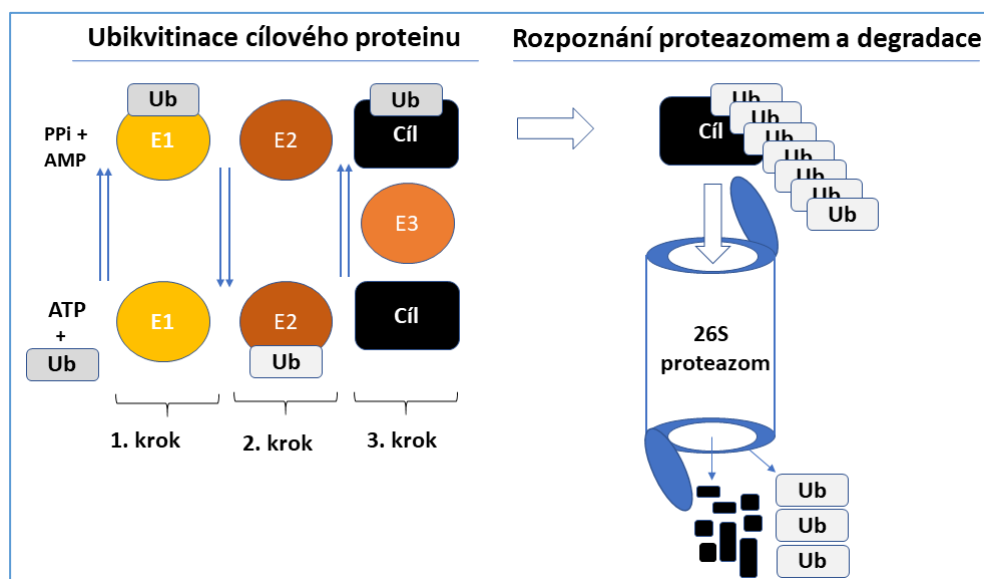 Ubikvitinace cílového proteinu
Ub
Ub
PPi +
AMP
E1
E2
Cíl
E3
ATP
+
Ub
E1
E2
Ub
Cíl
1. krok
2. krok
3. krok
Rozpoznání proteazomem a degradace
Cíl
Ub
Ub
Ub
Ub
Ub
Ub
Ub
26S
proteazom
Ub
Ub
Ub